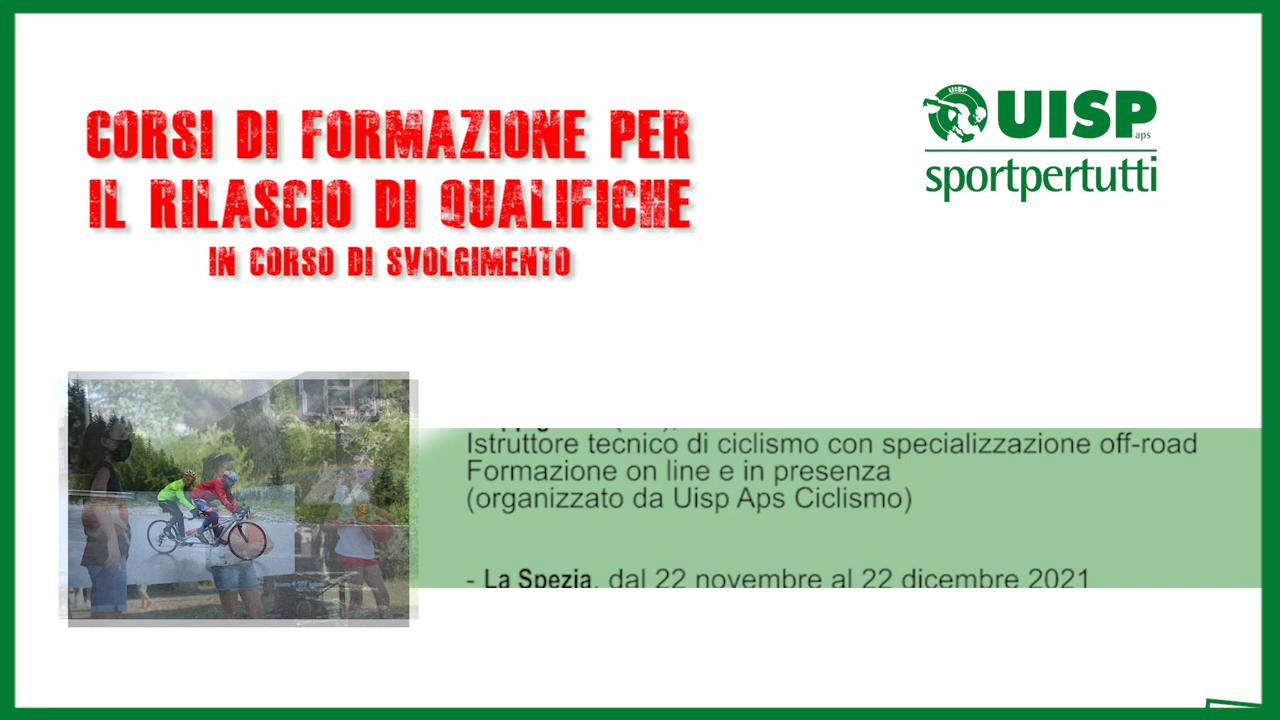 CORSI DI FORMAZIONE PER
IL RILASCIO DI QUALIFICHE
IN CORSO DI SVOLGIMENTO
UISP
UISP
aps
sportpertutti
Istruttore tecnico di ciclismo con specializzazione off-road
Formazione on line e in presenza
(organizzato da Uisp Aps Ciclismo)
- La Spezia, dal 22 novembre al 22 dicembre 2021